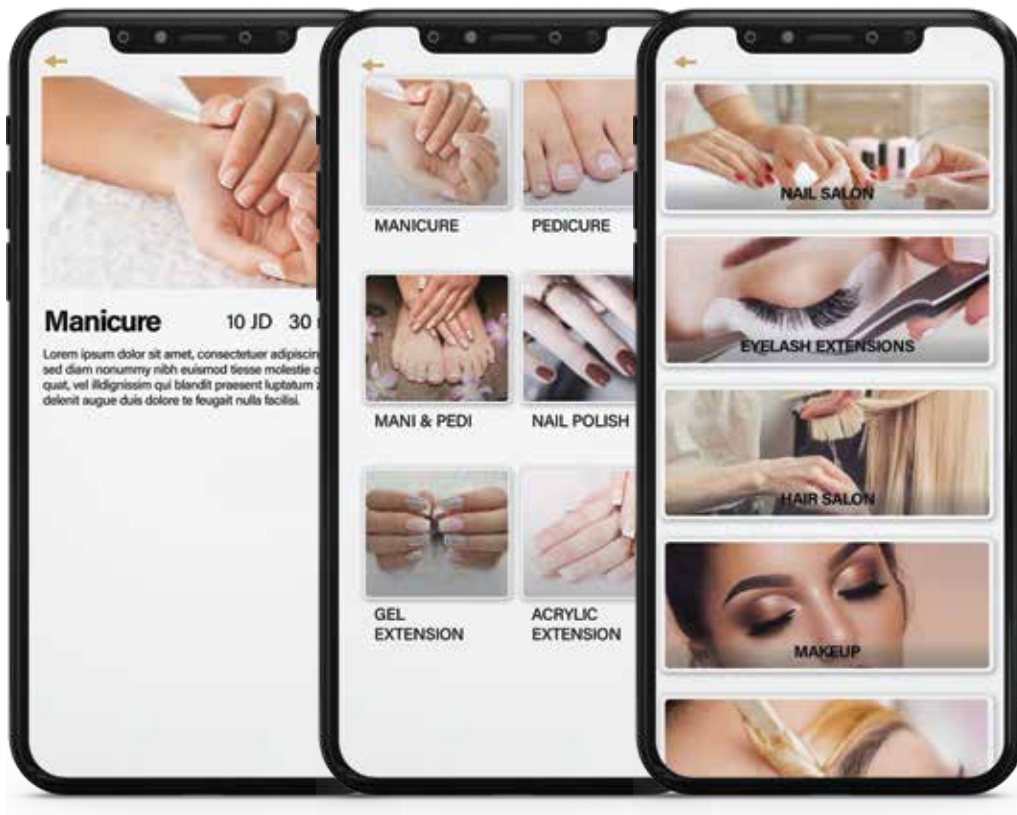 Manicure 10 JD 30
Lorem ipsum dolor sit amet, consectetuer adipiscin
sed diam nonummy nibh euismod tiesse molestie
quat, vel illdignissim qui blandit praesent luptatum
delenit augue duis dolore te feugait nulla facilisi.
MANICURE
PEDICURE
MANI & PEDI
NAIL POLISH
GEL
EXTENSION
ACRYLIC
EXTENSION
NAIL SALON
EYELASH EXTENSIONS
HAIR SALON
MAKEUP